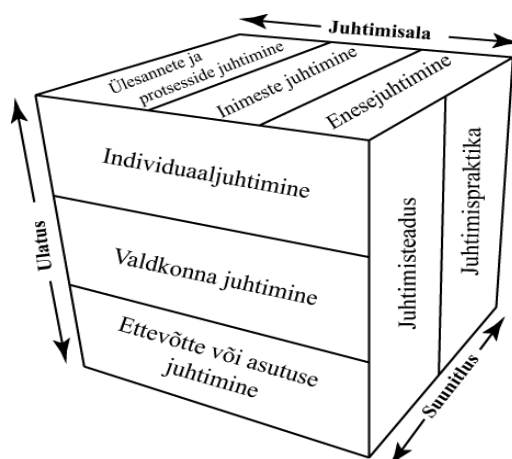 Juhtimisala
Ülesannete ja
protsesside juhtimine
Inimeste juhtimine
Enesejuhtimine
Ulatus
Individuaaljuhtimine
Valdkonna juhtimine
Ettevõtte või asutuse
juhtimine
Juhtimisteadus
Juhtimispraktika
Suunitlus